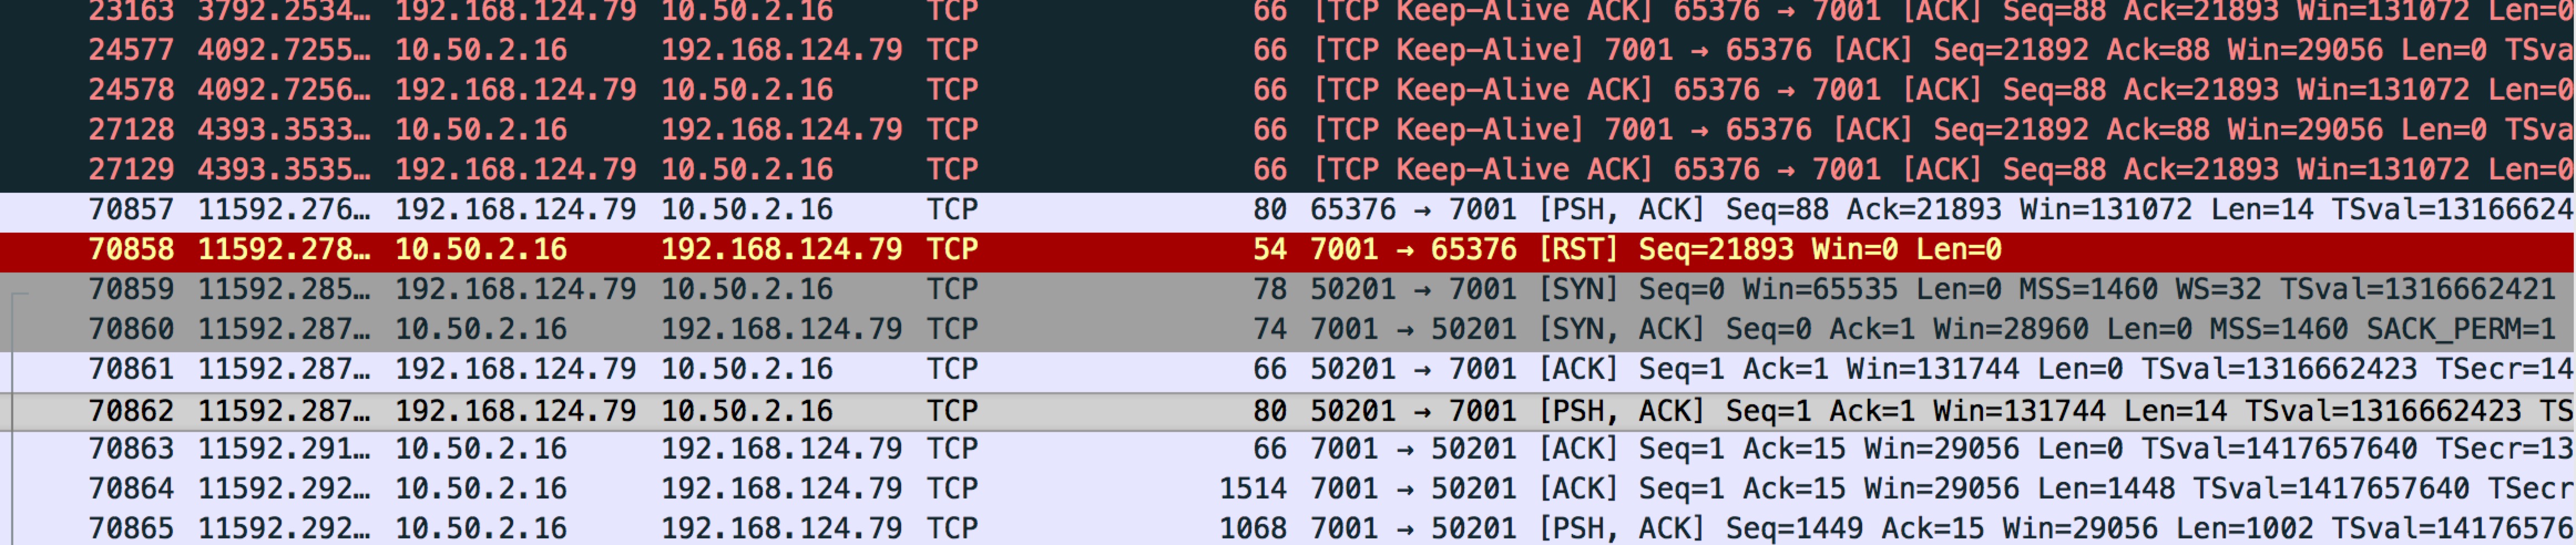 23163 3792.2534… 192.168.124.79 10.50.2.16 TCP 66 [TCP Keep-Alive ACK] 65376 → 7001 [ACK] Seq=88 Ack=21893 Win=131072 Len=0
24577 4092.7255… 10.50.2.16 192.168.124.79 TCP 66 [TCP Keep-Alive] 7001 → 65376 [ACK] Seq=21892 Ack=88 Win=29056 Len=0 TSva
24578 4092.7256… 192.168.124.79 10.50.2.16 TCP 66 [TCP Keep-Alive ACK] 65376 → 7001 [ACK] Seq=88 Ack=21893 Win=131072 Len=0
27128 4393.3533… 10.50.2.16 192.168.124.79 TCP 66 [TCP Keep-Alive] 7001 → 65376 [ACK] Seq=21892 Ack=88 Win=29056 Len=0 TSva
27129 4393.3535… 192.168.124.79 10.50.2.16 TCP 66 [TCP Keep-Alive ACK] 65376 → 7001 [ACK] Seq=88 Ack=21893 Win=131072 Len=0
70857 11592.276… 192.168.124.79 10.50.2.16 TCP 80 65376 → 7001 [PSH, ACK] Seq=88 Ack=21893 Win=131072 Len=14 TSval=13166624
70858 11592.278… 10.50.2.16 192.168.124.79 TCP 54 7001 → 65376 [RST] Seq=21893 Win=0 Len=0
70859 11592.285… 192.168.124.79 10.50.2.16 TCP 78 50201 → 7001 [SYN] Seq=0 Win=65535 Len=0 MSS=1460 WS=32 TSval=1316662421
70860 11592.287… 10.50.2.16 192.168.124.79 TCP 74 7001 → 50201 [SYN, ACK] Seq=0 Ack=1 Win=28960 Len=0 MSS=1460 SACK_PERM=1
70861 11592.287… 192.168.124.79 10.50.2.16 TCP 66 50201 → 7001 [ACK] Seq=1 Ack=1 Win=131744 Len=0 TSval=1316662423 TSecr=14
70862 11592.287… 192.168.124.79 10.50.2.16 TCP 80 50201 → 7001 [PSH, ACK] Seq=1 Ack=1 Win=131744 Len=14 TSval=1316662423 TS
70863 11592.291… 10.50.2.16 192.168.124.79 TCP 66 7001 → 50201 [ACK] Seq=1 Ack=15 Win=29056 Len=0 TSval=1417657640 TSecr=13
70864 11592.292… 10.50.2.16 192.168.124.79 TCP 1514 7001 → 50201 [ACK] Seq=1 Ack=15 Win=29056 Len=1448 TSval=1417657640 TSecr
70865 11592.292… 10.50.2.16 192.168.124.79 TCP 1068 7001 → 50201 [PSH, ACK] Seq=1449 Ack=15 Win=29056 Len=1002 TSval=14176576